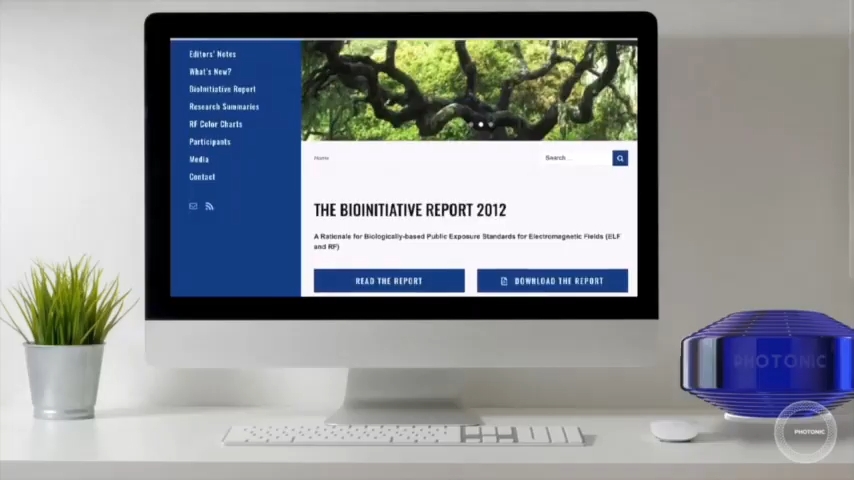 Editors' Notes
What's New?
BioInitiative Report
Research Summaries
RF Color Charts
Participants
Media
Contact
Home
Search ...
THE BIOINITIATIVE REPORT 2012
A Rationale for Biologically-based Public Exposure Standards for Electromagnetic Fields (ELF
and RF)
READ THE REPORT
DOWNLOAD THE REPORT
PHOTONIC
PHOTONIC